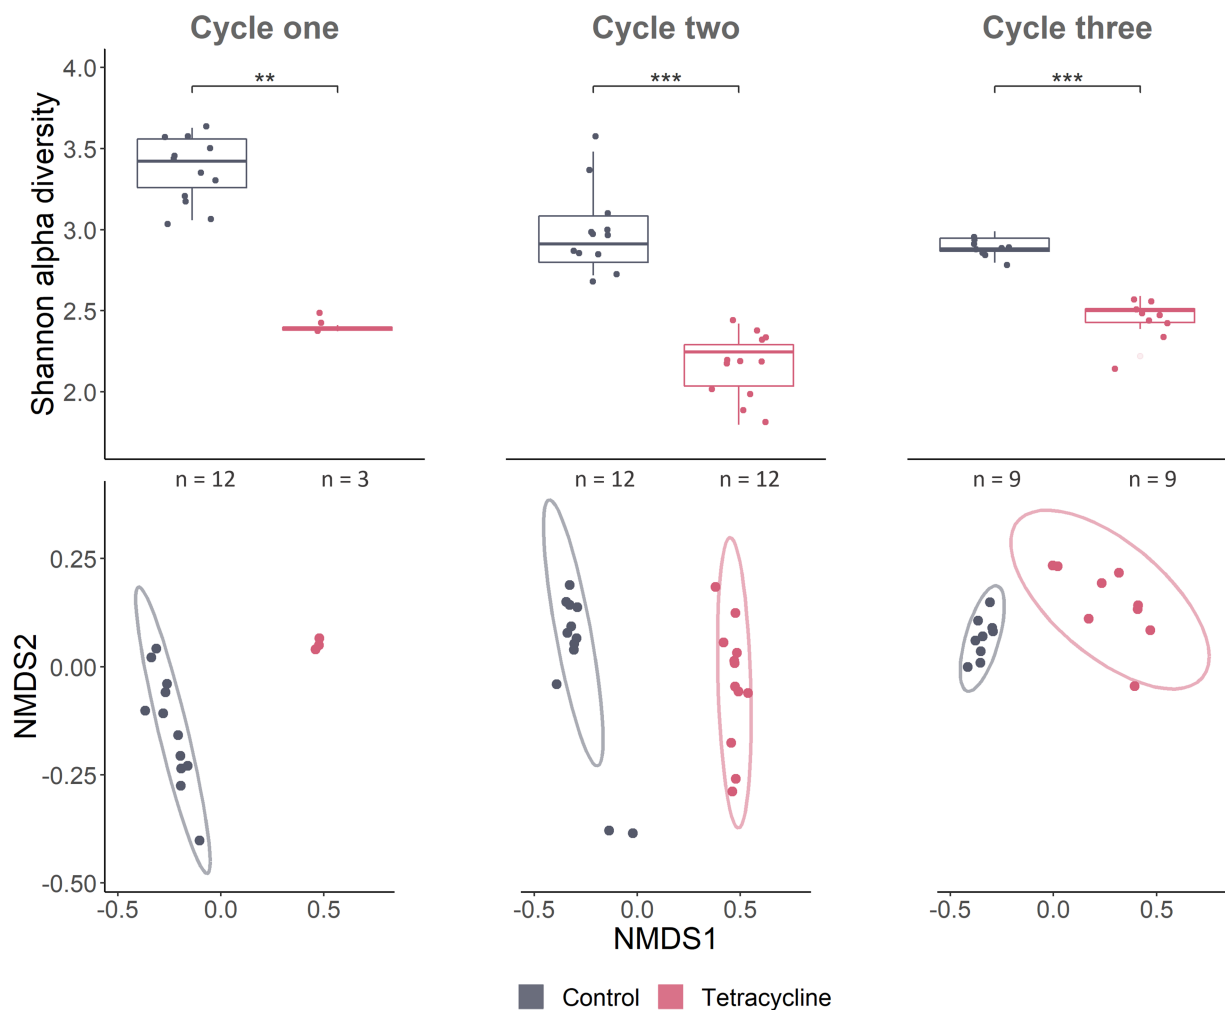 Cycle one Cycle two Cycle three
4.0
** *** ***
3.5
3.0
2.5
2.0
Shannon alpha diversity
n = 12 n = 3 n = 12 n = 12 n = 9 n = 9
0.25
0.00
-0.25
-0.50
NMDS2
-0.5 0.0 0.5 -0.5 0.0 0.5 -0.5 0.0 0.5
NMDS1
Control Tetracycline